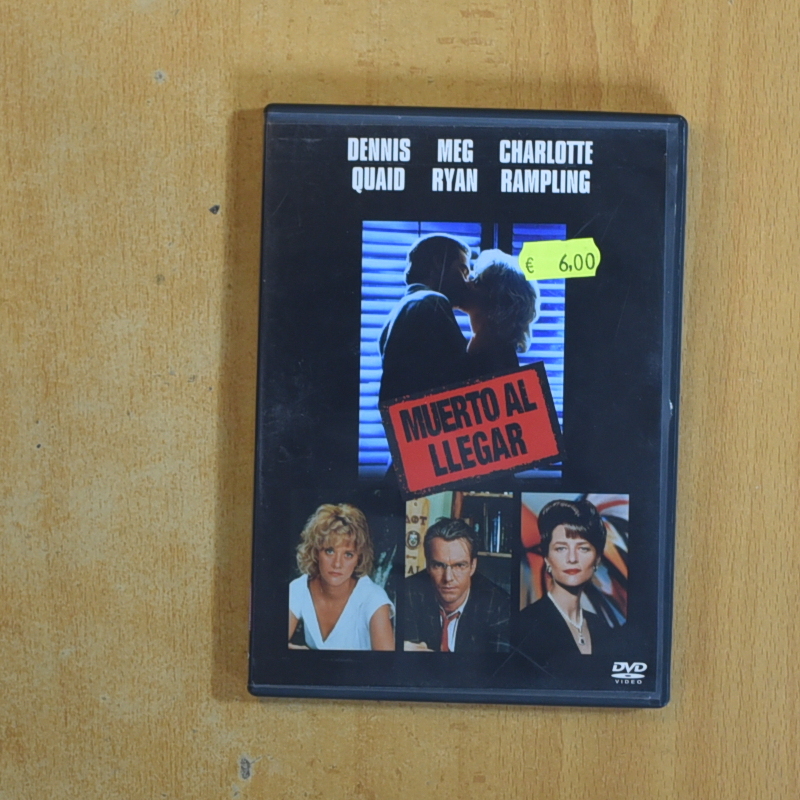 DENNIS MEG CHARLOTTE
QUAID RYAN RAMPLING
€ 6,00
MUERTO AL
LLEGAR
DVD
VIDEO